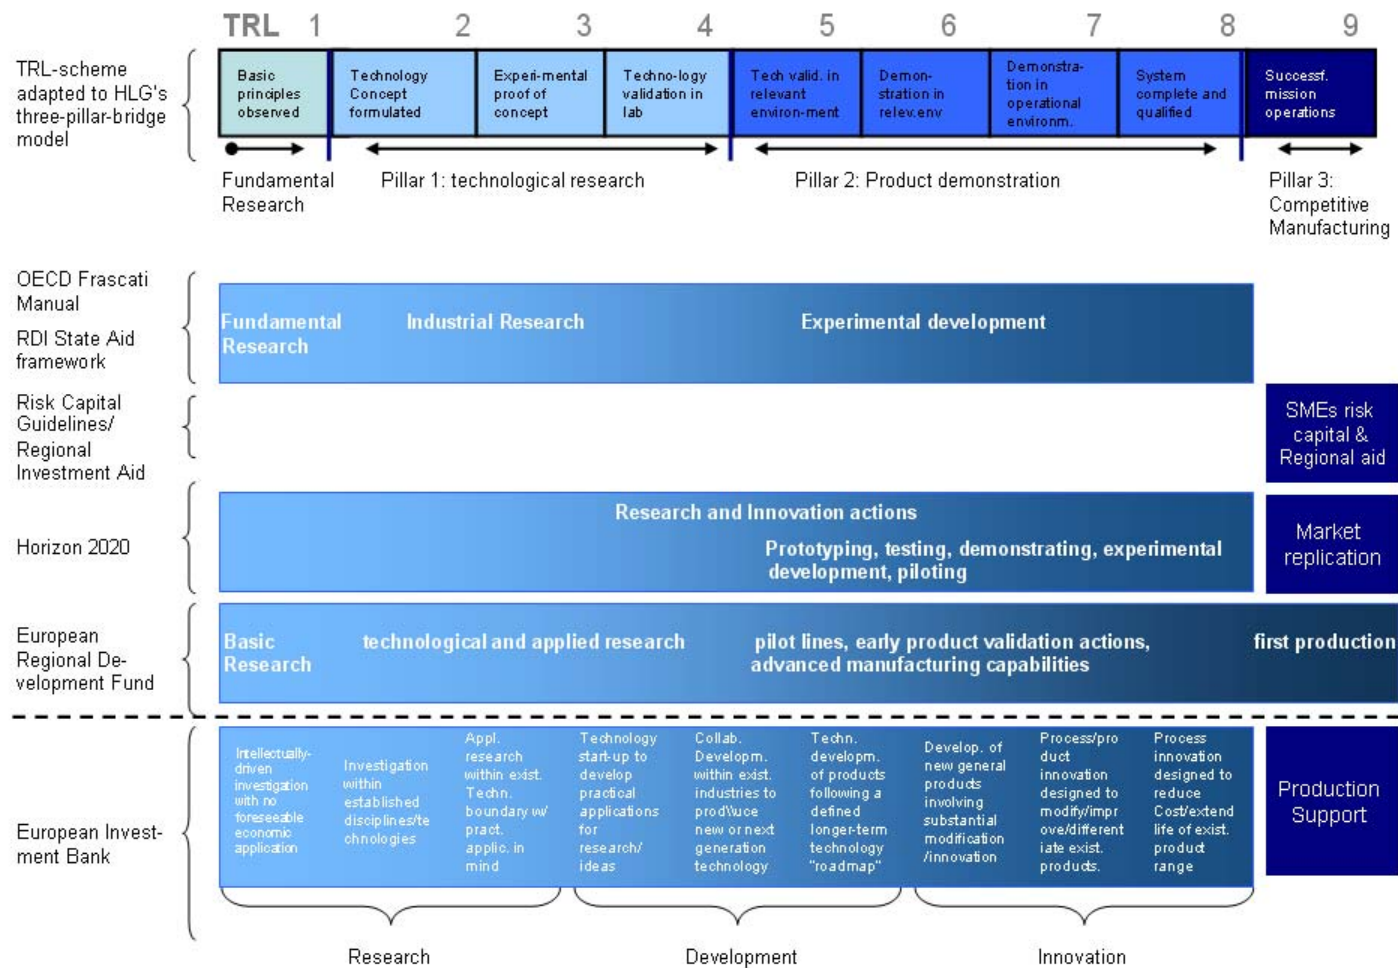 TRL 1 2 3 4 5 6 7 8 9
TRL-scheme
adapted to HLG's
three-pillar-bridge
model
Basic
principles
observed
Technology
Concept
formulated
Experi-mental
proof of
concept
Techno-logy
validation in
lab
Tech valid. in
relevant
environ-ment
Demon-
stration in
relev.env
Demonstra-
tion in
operational
environm.
System
complete and
qualified
Successf.
mission
operations
Fundamental
Research
Pillar 1: technological research
Pillar 2: Product demonstration
Pillar 3:
Competitive
Manufacturing
OECD Frascati
Manual
RDI State Aid
framework
Fundamental
Research
Industrial Research
Experimental development
Risk Capital
Guidelines/
Regional
Investment Aid
SMEs risk
capital &
Regional aid
Horizon 2020
Research and Innovation actions
Prototyping, testing, demonstrating, experimental
development, piloting
Market
replication
European
Regional De-
velopment Fund
Basic
Research
technological and applied research
pilot lines, early product validation actions,
advanced manufacturing capabilities
first production
European Invest-
ment Bank
Intellectually-
driven
investigation
with no
foreseeable
economic
application
Investigation
within
established
disciplines/te
chnologies
Appl.
research
within exist.
Techn.
boundary w/
pract.
applic. in
mind
Technology
start-up to
develop
practical
applications
for
research/
ideas
Collab.
Developm.
within exist.
industries to
prod\\uce
new or next
generation
technology
Techn.
developm.
of products
following a
defined
longer-term
technology
"roadmap"
Develop. of
new general
products
involving
substantial
modification
/innovation
Process/pro
duct
innovation
designed to
modify/impr
ove/different
iate exist.
products.
Process
innovation
designed to
reduce
Cost/extend
life of exist.
product
range
Production
Support
Research
Development
Innovation